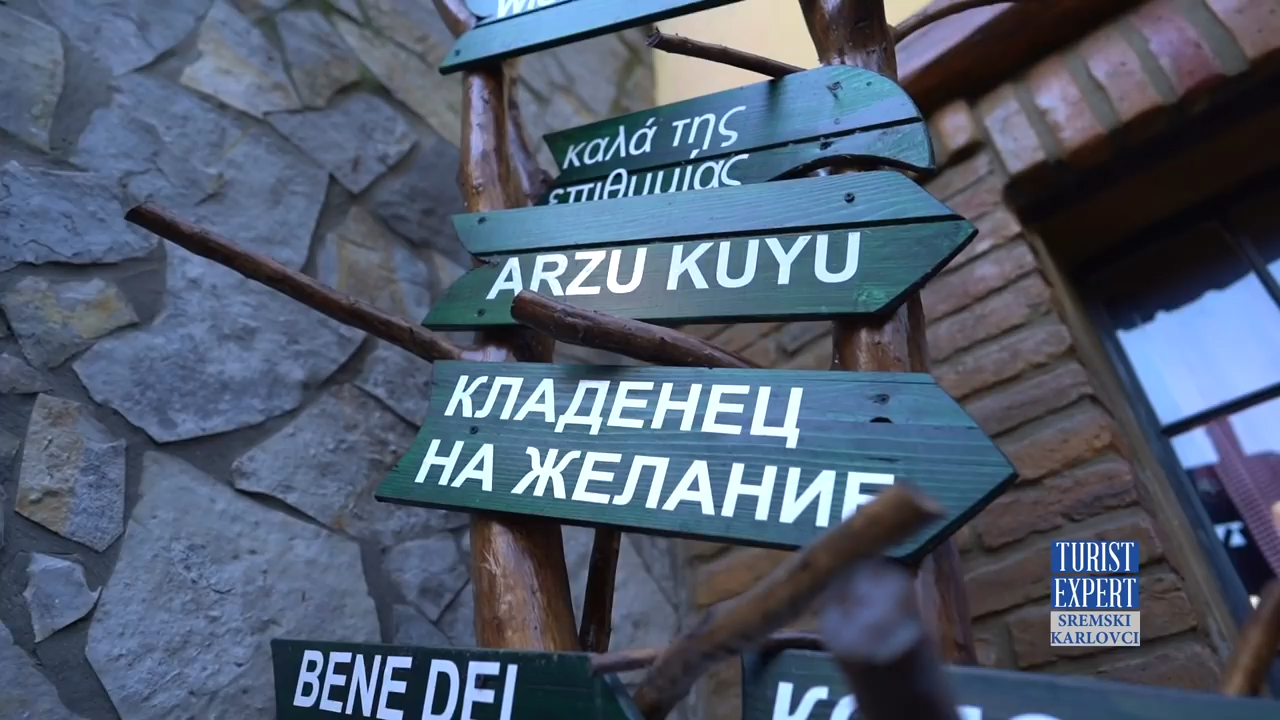 καλά της
επιθυμίας
ARZU KUYU
КЛАДЕНЕЦ
НА ЖЕЛАНИЕ
BENE DEI
TURIST
EXPERT
SREMSKI
KARLOVCI